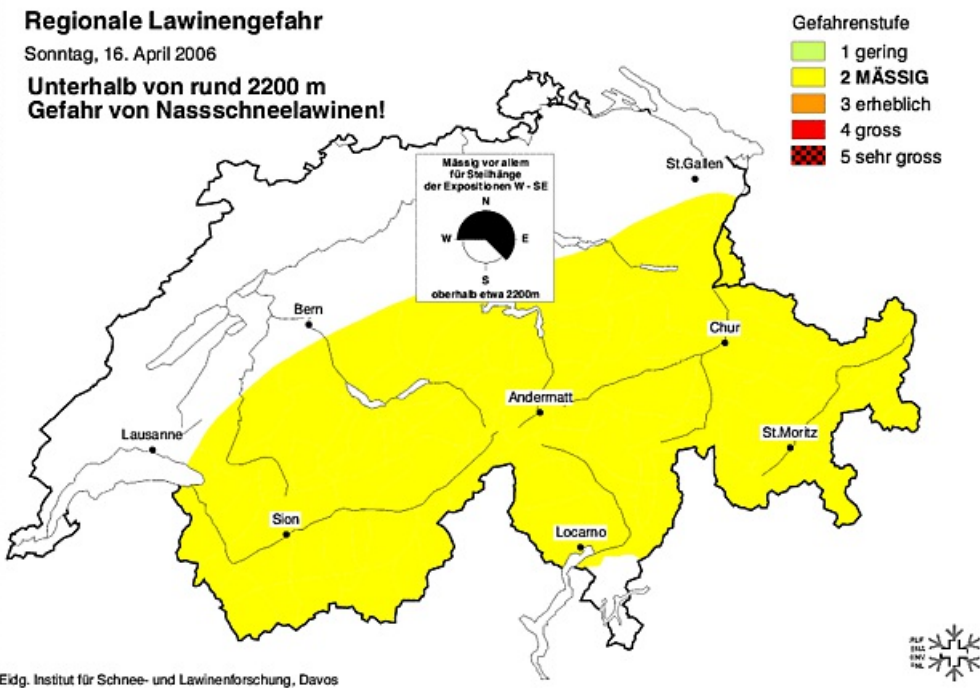 Regionale Lawinengefahr
Sonntag, 16. April 2006
Unterhalb von rund 2200 m
Gefahr von Nassschneelawinen!
Gefahrenstufe
1 gering
2 MÄSSIG
3 erheblich
4 gross
5 sehr gross
Mässig vor allem
für Steilhänge
der Expositionen W - SE
N
W
E
S
oberhalb etwa 2200m
St.Gallen
Bern
Chur
Andermatt
Lausanne
St.Moritz
Sion
Locarno
Eidg. Institut für Schnee- und Lawinenforschung, Davos